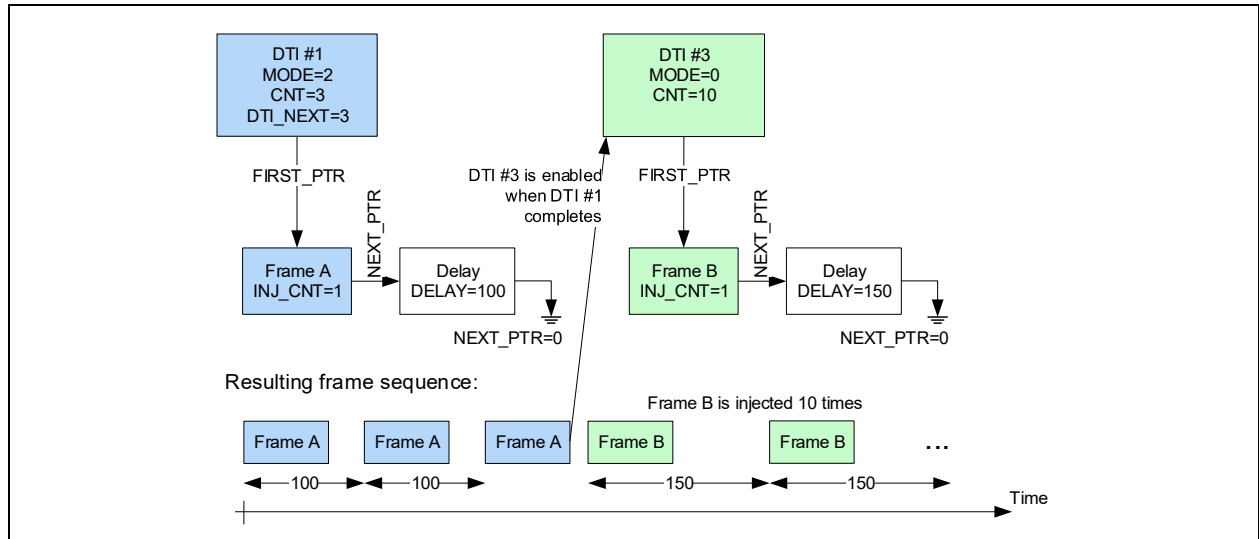 DTI #1
MODE=2
CNT=3
DTI_NEXT=3
DTI #3
MODE=0
CNT=10
FIRST_PTR
DTI #3 is enabled
when DTI #1
completes
FIRST_PTR
NEXT_PTR
NEXT_PTR
Frame A
INJ_CNT=1
Delay
DELAY=100
Frame B
INJ_CNT=1
Delay
DELAY=150
NEXT_PTR=0
NEXT_PTR=0
Resulting frame sequence:
Frame B is injected 10 times
Frame A
Frame A
Frame A
Frame B
Frame B
...
100
100
150
150
Time